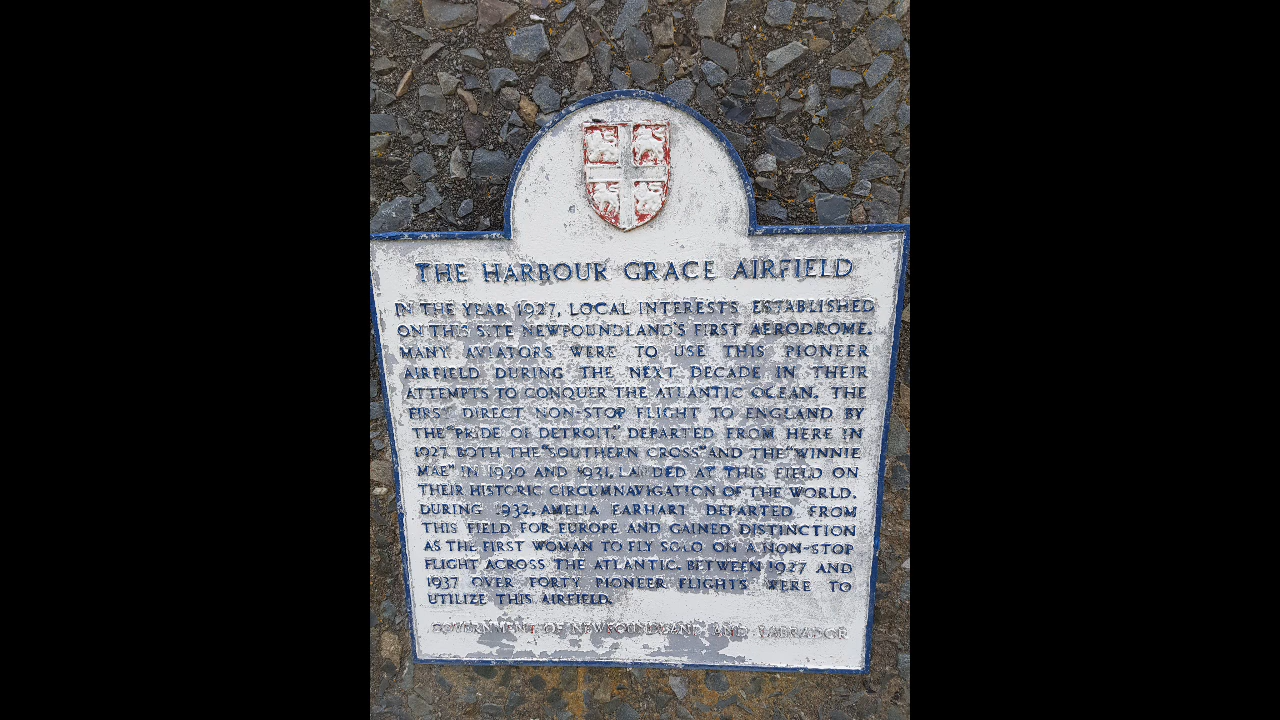 THE HARBOUR GRACE AIRFIELD
IN THE YEAR 1927, LOCAL INTERESTS ESTABLISHED
ON THIS SITE NEWFOUNDLAND'S FIRST AERODROME.
MANY AVIATORS WERE TO USE THIS PIONEER
AIRFIELD DURING THE NEXT DECADE IN THEIR
ATTEMPTS TO CONQUER THE ATLANTIC OCEAN. THE
FIRST DIRECT NON-STOP FLIGHT TO ENGLAND BY
THE "PRIDE OF DETROIT," DEPARTED FROM HERE IN
1927. BOTH THE "SOUTHERN CROSS" AND THE "WINNIE
MAE" IN 1930 AND 1931, LANDED AT THIS FIELD ON
THEIR HISTORIC CIRCUMNAVIGATION OF THE WORLD.
DURING 1932, AMELIA EARHART DEPARTED FROM
THIS FIELD FOR EUROPE AND GAINED DISTINCTION
AS THE FIRST WOMAN TO FLY SOLO ON A NON-STOP
FLIGHT ACROSS THE ATLANTIC. BETWEEN 1927 AND
1937 OVER FORTY PIONEER FLIGHTS WERE TO
UTILIZE THIS AIRFIELD.
GOVERNMENT OF NEWFOUNDLAND AND LABRADOR